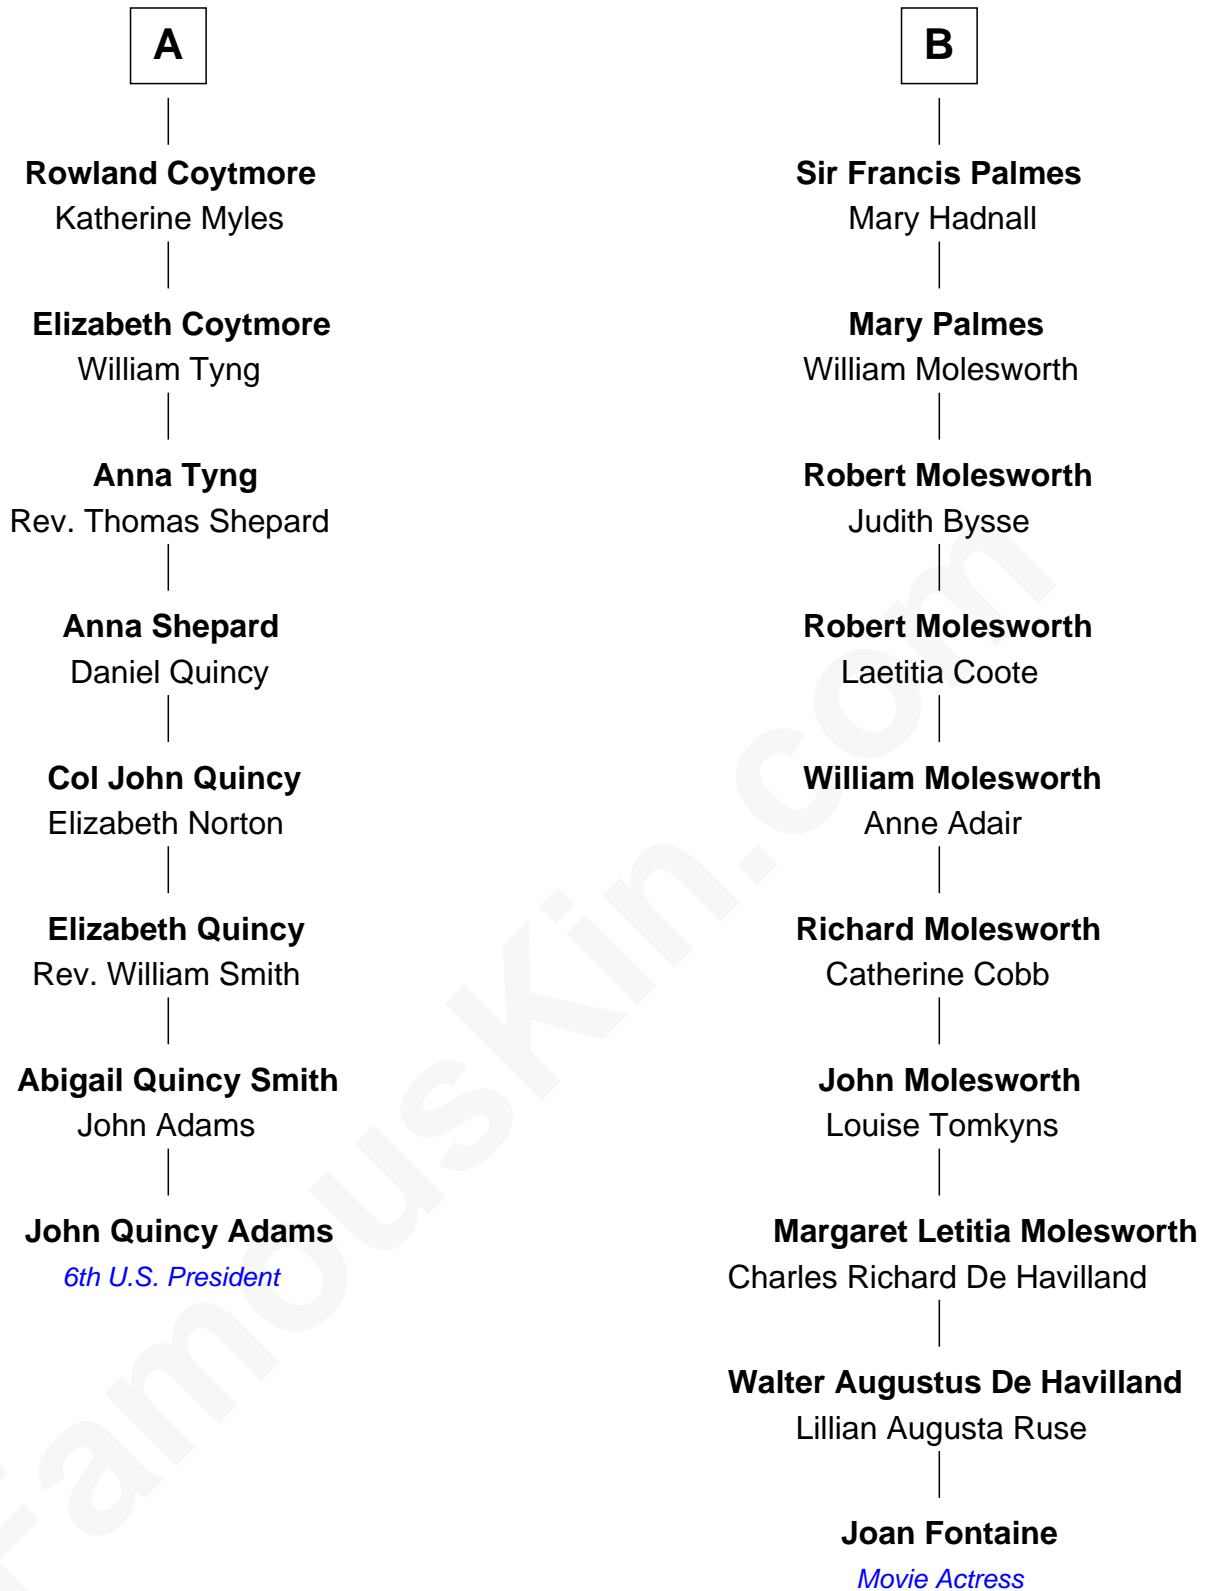 A
Rowland Coytmore
Katherine Myles
Elizabeth Coytmore
William Tyng
Anna Tyng
Rev. Thomas Shepard
Anna Shepard
Daniel Quincy
Col John Quincy
Elizabeth Norton
Elizabeth Quincy
Rev. William Smith
Abigail Quincy Smith
John Adams
John Quincy Adams
6th U.S. President
B
Sir Francis Palmes
Mary Hadnall
Mary Palmes
William Molesworth
Robert Molesworth
Judith Bysse
Robert Molesworth
Laetitia Coote
William Molesworth
Anne Adair
Richard Molesworth
Catherine Cobb
John Molesworth
Louise Tomkyns
Margaret Letitia Molesworth
Charles Richard De Havilland
Walter Augustus De Havilland
Lillian Augusta Ruse
Joan Fontaine
Movie Actress
FamousKin.com